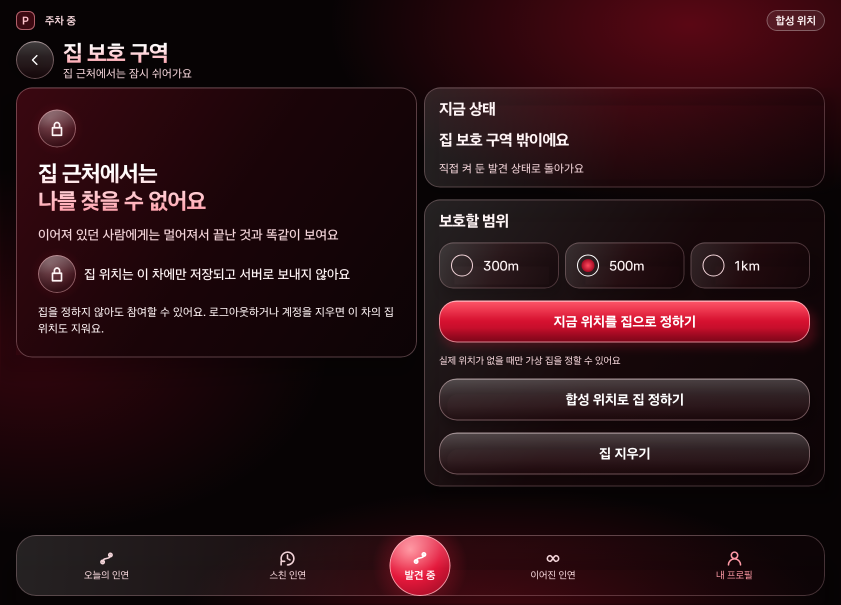 P 주차 중
합성 위치
집 보호 구역
집 근처에서는 잠시 쉬어가요
집 근처에서는
나를 찾을 수 없어요
이어져 있던 사람에게는 멀어져서 끝난 것과 똑같이 보여요
집 위치는 이 차에만 저장되고 서버로 보내지 않아요
집을 정하지 않아도 참여할 수 있어요. 로그아웃하거나 계정을 지우면 이 차의 집
위치도 지워요.
지금 상태
집 보호 구역 밖이에요
직접 켜 둔 발견 상태로 돌아가요
보호할 범위
300m
500m
1km
지금 위치를 집으로 정하기
실제 위치가 없을 때만 가상 집을 정할 수 있어요
합성 위치로 집 정하기
집 지우기
오늘의 인연
스친 인연
발견 중
이어진 인연
내 프로필